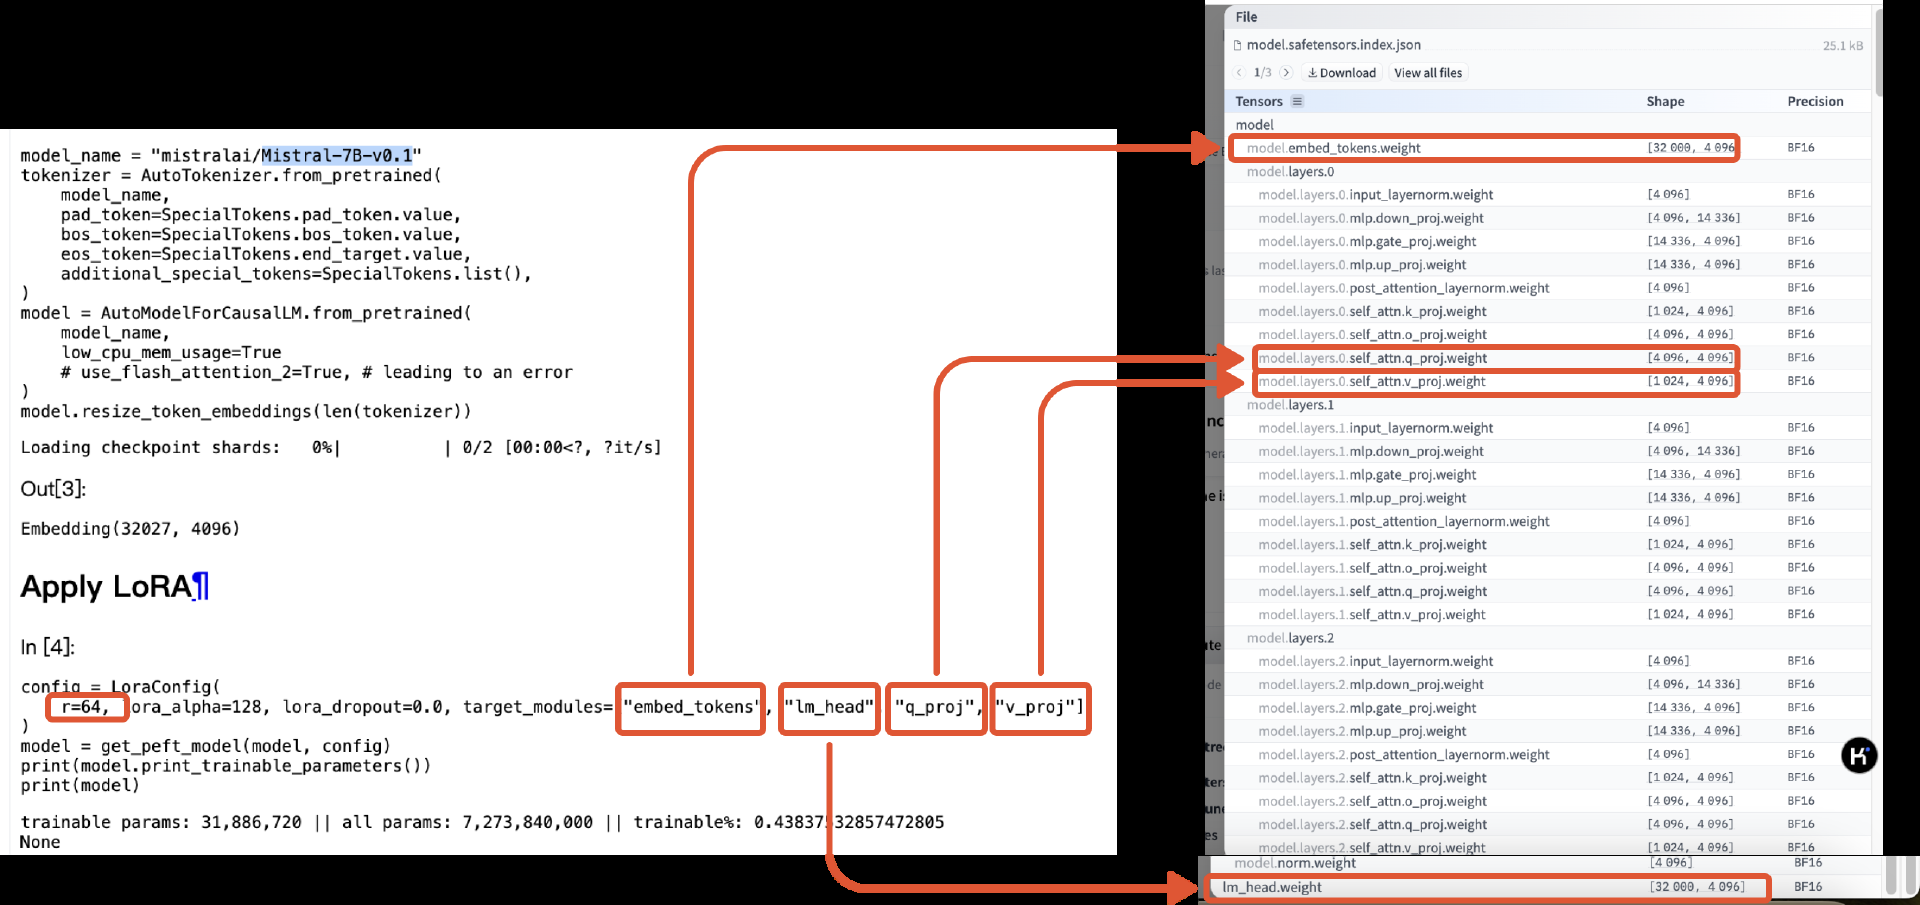 model_name = "mistralai/Mistral-7B-v0.1"
tokenizer = AutoTokenizer.from_pretrained(
model_name,
pad_token=SpecialTokens.pad_token.value,
bos_token=SpecialTokens.bos_token.value,
eos_token=SpecialTokens.end_target.value,
additional_special_tokens=SpecialTokens.list(),
)
model = AutoModelForCausalLM.from_pretrained(
model_name,
low_cpu_mem_usage=True
# use_flash_attention_2=True, # leading to an error
)
model.resize_token_embeddings(len(tokenizer))
Loading checkpoint shards: 0%| | 0/2 [00:00<?, ?it/s]
Out[3]:
Embedding(32027, 4096)
Apply LoRA¶
In [4]:
config = LoraConfig(
r=64, lora_alpha=128, lora_dropout=0.0, target_modules= "embed_tokens", "lm_head" "q_proj", "v_proj"]
)
model = get_peft_model(model, config)
print(model.print_trainable_parameters())
print(model)
trainable params: 31,886,720 || all params: 7,273,840,000 || trainable%: 0.43837532857472805
None
File
model.safetensors.index.json 25.1 kB
1/3 Download View all files
Tensors Shape Precision
model
model.embed_tokens.weight [32 000, 4 096] BF16
model.layers.0
model.layers.0.input_layernorm.weight [4 096] BF16
model.layers.0.mlp.down_proj.weight [4 096, 14 336] BF16
model.layers.0.mlp.gate_proj.weight [14 336, 4 096] BF16
model.layers.0.mlp.up_proj.weight [14 336, 4 096] BF16
model.layers.0.post_attention_layernorm.weight [4 096] BF16
model.layers.0.self_attn.k_proj.weight [1 024, 4 096] BF16
model.layers.0.self_attn.o_proj.weight [4 096, 4 096] BF16
model.layers.0.self_attn.q_proj.weight [4 096, 4 096] BF16
model.layers.0.self_attn.v_proj.weight [1 024, 4 096] BF16
model.layers.1
model.layers.1.input_layernorm.weight [4 096] BF16
model.layers.1.mlp.down_proj.weight [4 096, 14 336] BF16
model.layers.1.mlp.gate_proj.weight [14 336, 4 096] BF16
model.layers.1.mlp.up_proj.weight [14 336, 4 096] BF16
model.layers.1.post_attention_layernorm.weight [4 096] BF16
model.layers.1.self_attn.k_proj.weight [1 024, 4 096] BF16
model.layers.1.self_attn.o_proj.weight [4 096, 4 096] BF16
model.layers.1.self_attn.q_proj.weight [4 096, 4 096] BF16
model.layers.1.self_attn.v_proj.weight [1 024, 4 096] BF16
model.layers.2
model.layers.2.input_layernorm.weight [4 096] BF16
model.layers.2.mlp.down_proj.weight [4 096, 14 336] BF16
model.layers.2.mlp.gate_proj.weight [14 336, 4 096] BF16
model.layers.2.mlp.up_proj.weight [14 336, 4 096] BF16
model.layers.2.post_attention_layernorm.weight [4 096] BF16
model.layers.2.self_attn.k_proj.weight [1 024, 4 096] BF16
model.layers.2.self_attn.o_proj.weight [4 096, 4 096] BF16
model.layers.2.self_attn.q_proj.weight [4 096, 4 096] BF16
model.layers.2.self_attn.v_proj.weight [1 024, 4 096] BF16
model.norm.weight [4 096] BF16
lm_head.weight [32 000, 4 096] BF16
K